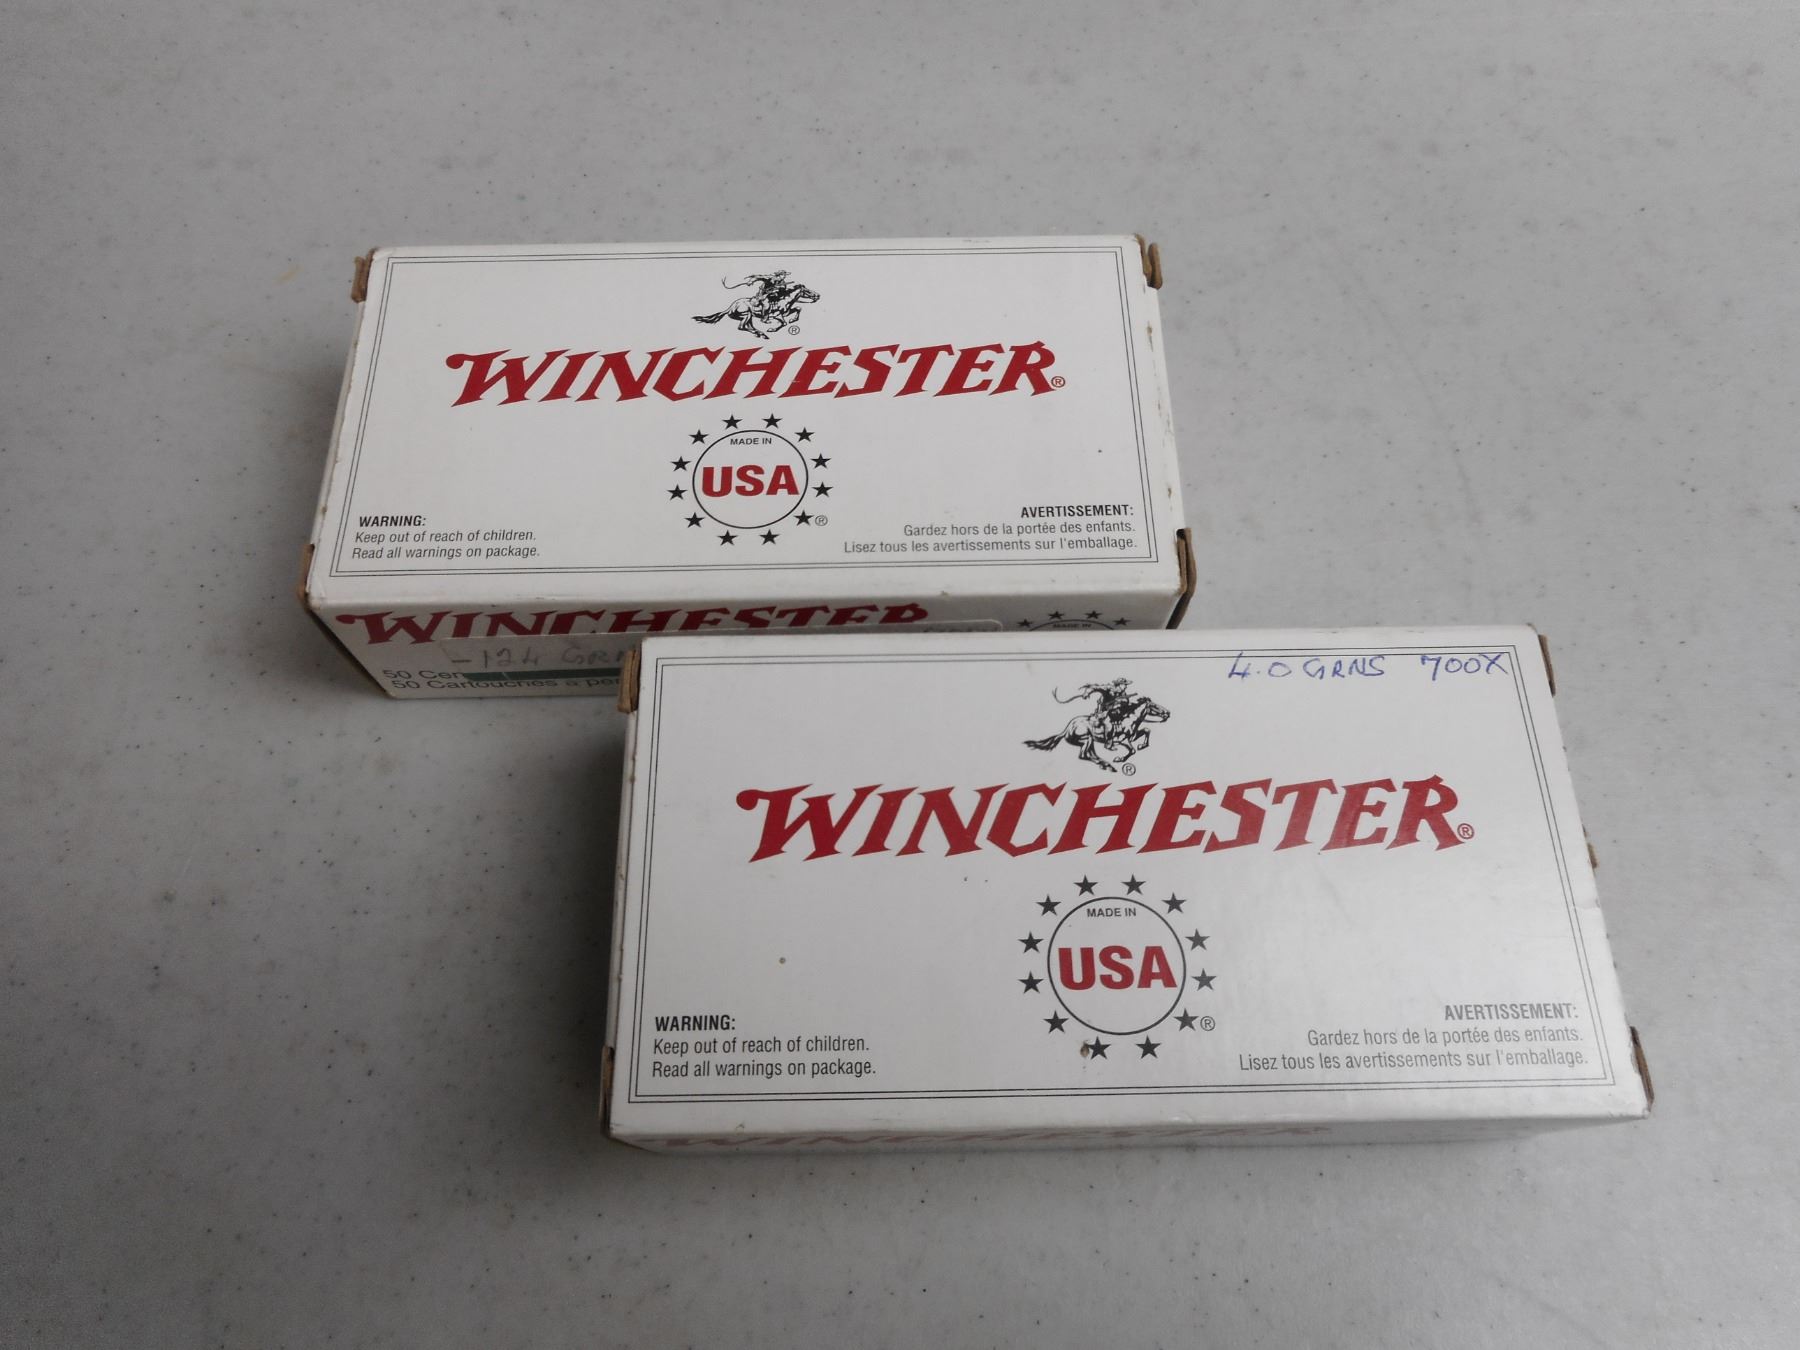 WINCHESTER®
MADE IN
USA
WARNING:
Keep out of reach of children.
Read all warnings on package.
AVERTISSEMENT:
Gardez hors de la portée des enfants.
Lisez tous les avertissements sur l'emballage.
WINCHESTER
MADE IN
-124
50
50 Cartouches à
4.0 GRNS 700X
WINCHESTER®
MADE IN
USA
WARNING:
Keep out of reach of children.
Read all warnings on package.
AVERTISSEMENT:
Gardez hors de la portée des enfants.
Lisez tous les avertissements sur l'emballage.
WINCHESTER